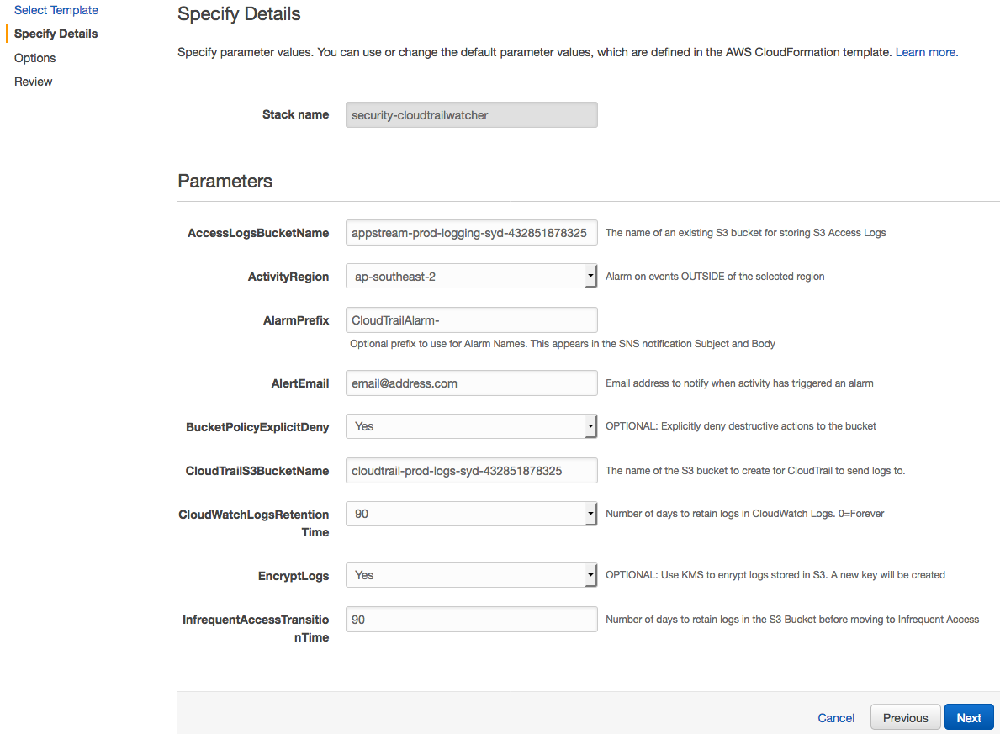 Select Template
Specify Details
Options
Review
Specify Details
Specify parameter values. You can use or change the default parameter values, which are defined in the AWS CloudFormation template. Learn more.
Stack name
security-cloudtrailwatcher
Parameters
AccessLogsBucketName
appstream-prod-logging-syd-432851878325
The name of an existing S3 bucket for storing S3 Access Logs
ActivityRegion
ap-southeast-2
Alarm on events OUTSIDE of the selected region
AlarmPrefix
CloudTrailAlarm-
Optional prefix to use for Alarm Names. This appears in the SNS notification Subject and Body
AlertEmail
email@address.com
Email address to notify when activity has triggered an alarm
BucketPolicyExplicitDeny
Yes
OPTIONAL: Explicitly deny destructive actions to the bucket
CloudTrailS3BucketName
cloudtrail-prod-logs-syd-432851878325
The name of the S3 bucket to create for CloudTrail to send logs to.
CloudWatchLogsRetention
Time
90
Number of days to retain logs in CloudWatch Logs. 0=Forever
EncryptLogs
Yes
OPTIONAL: Use KMS to enrypt logs stored in S3. A new key will be created
InfrequentAccessTransitio
nTime
90
Number of days to retain logs in the S3 Bucket before moving to Infrequent Access
Cancel
Previous
Next